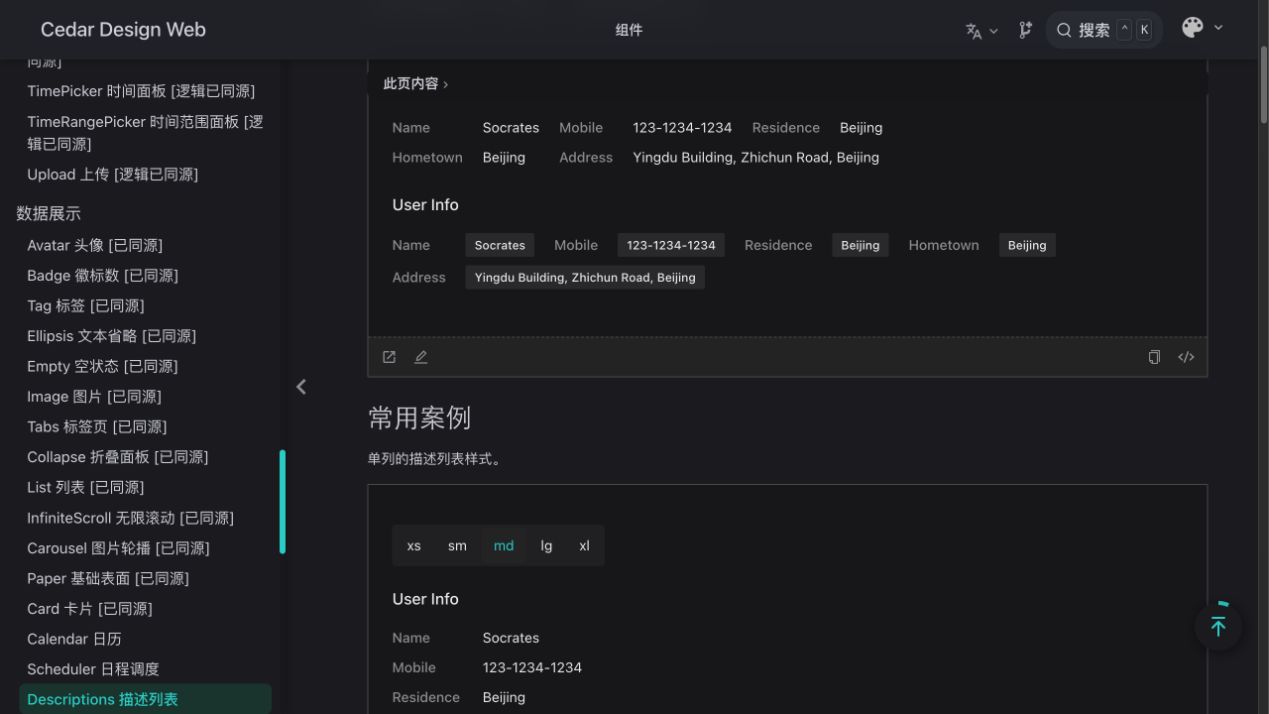 Cedar Design Web
组件
搜索
^
K
同源]
TimePicker 时间面板 [逻辑已同源]
TimeRangePicker 时间范围面板 [逻
辑已同源]
Upload 上传 [逻辑已同源]
数据展示
Avatar 头像 [已同源]
Badge 徽标数 [已同源]
Tag 标签 [已同源]
Ellipsis 文本省略 [已同源]
Empty 空状态 [已同源]
Image 图片 [已同源]
Tabs 标签页 [已同源]
Collapse 折叠面板 [已同源]
List 列表 [已同源]
InfiniteScroll 无限滚动 [已同源]
Carousel 图片轮播 [已同源]
Paper 基础表面 [已同源]
Card 卡片 [已同源]
Calendar 日历
Scheduler 日程调度
Descriptions 描述列表
此页内容
Name Socrates Mobile 123-1234-1234 Residence Beijing
Hometown Beijing Address Yingdu Building, Zhichun Road, Beijing
User Info
Name Socrates Mobile 123-1234-1234 Residence Beijing Hometown Beijing
Address Yingdu Building, Zhichun Road, Beijing
常用案例
单列的描述列表样式。
xs sm md lg xl
User Info
Name Socrates
Mobile 123-1234-1234
Residence Beijing